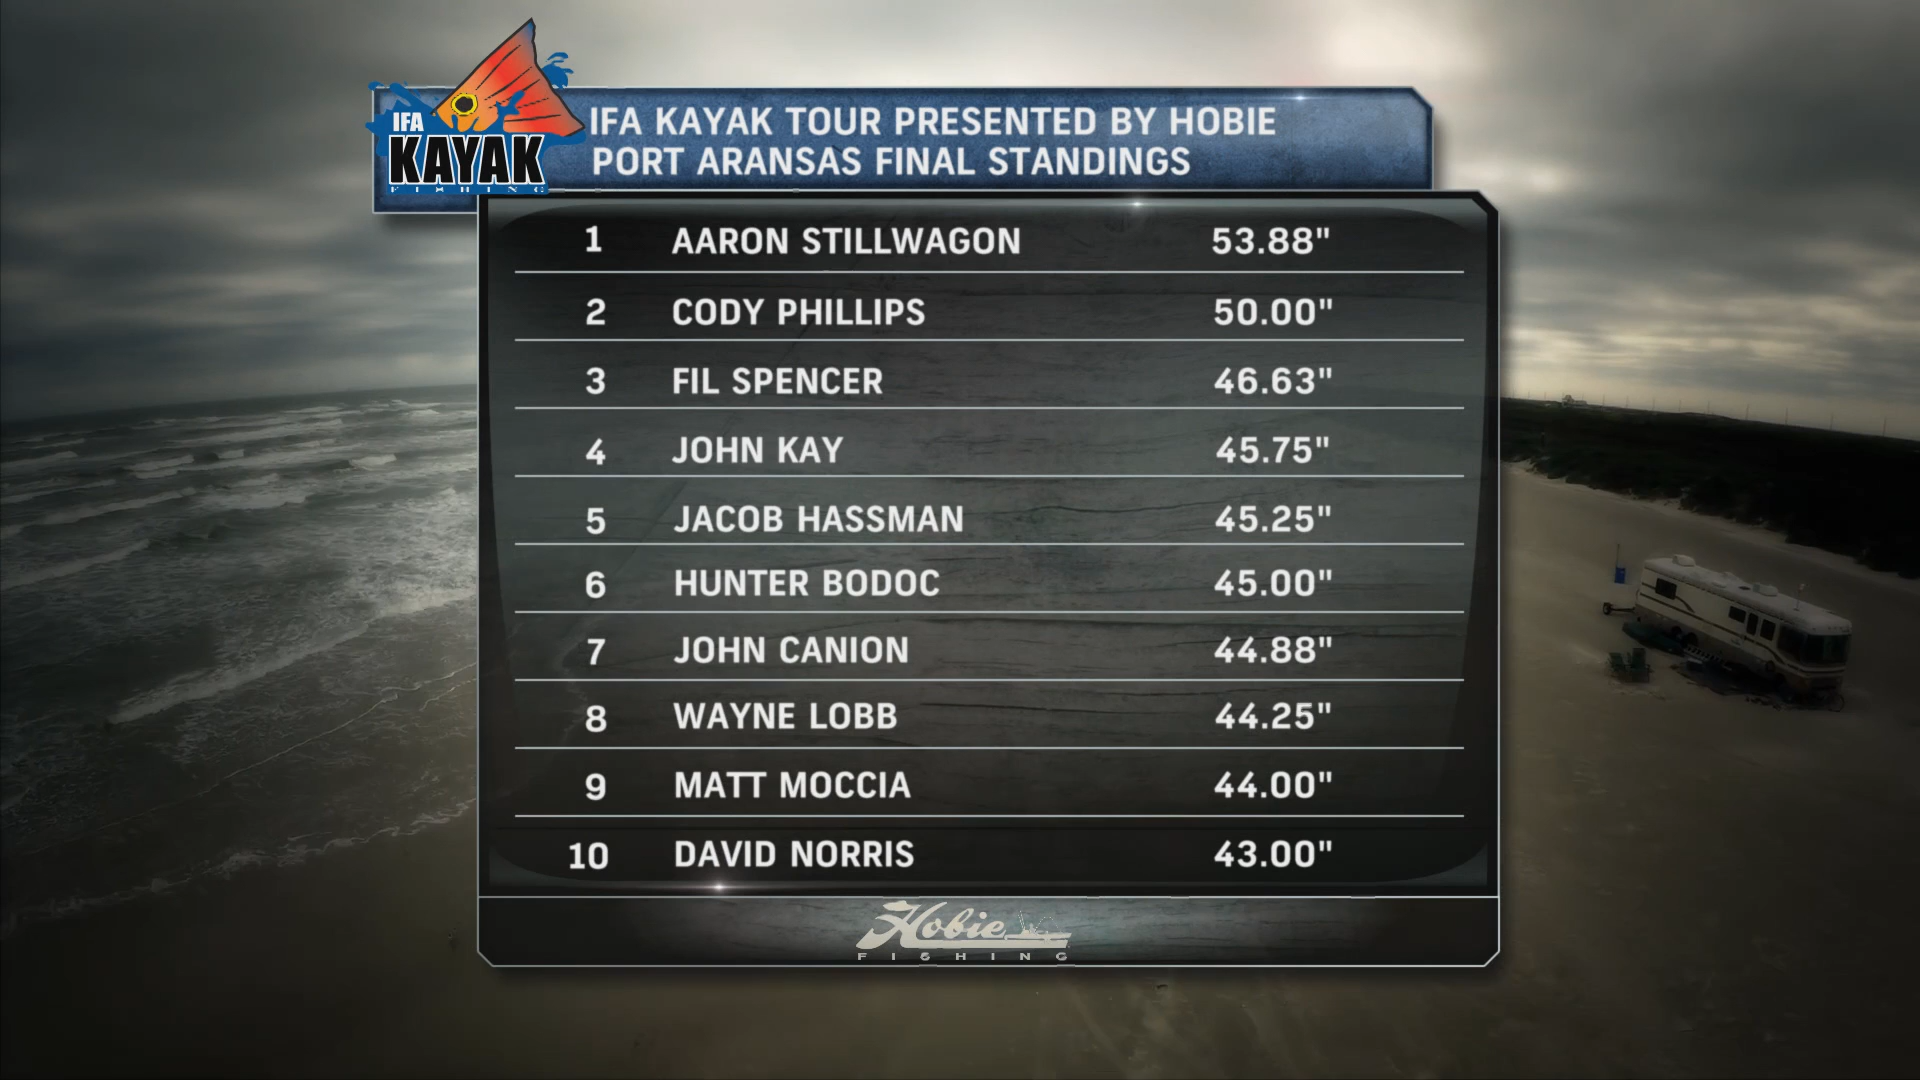 IFA KAYAK TOUR PRESENTED BY HOBIE
PORT ARANSAS FINAL STANDINGS
IFA
KAYAK
FISHING
1 AARON STILLWAGON 53.88"
2 CODY PHILLIPS 50.00"
3 FIL SPENCER 46.63"
4 JOHN KAY 45.75"
5 JACOB HASSMAN 45.25"
6 HUNTER BODOC 45.00"
7 JOHN CANION 44.88"
8 WAYNE LOBB 44.25"
9 MATT MOCCIA 44.00"
10 DAVID NORRIS 43.00"
Hobie
FISHING